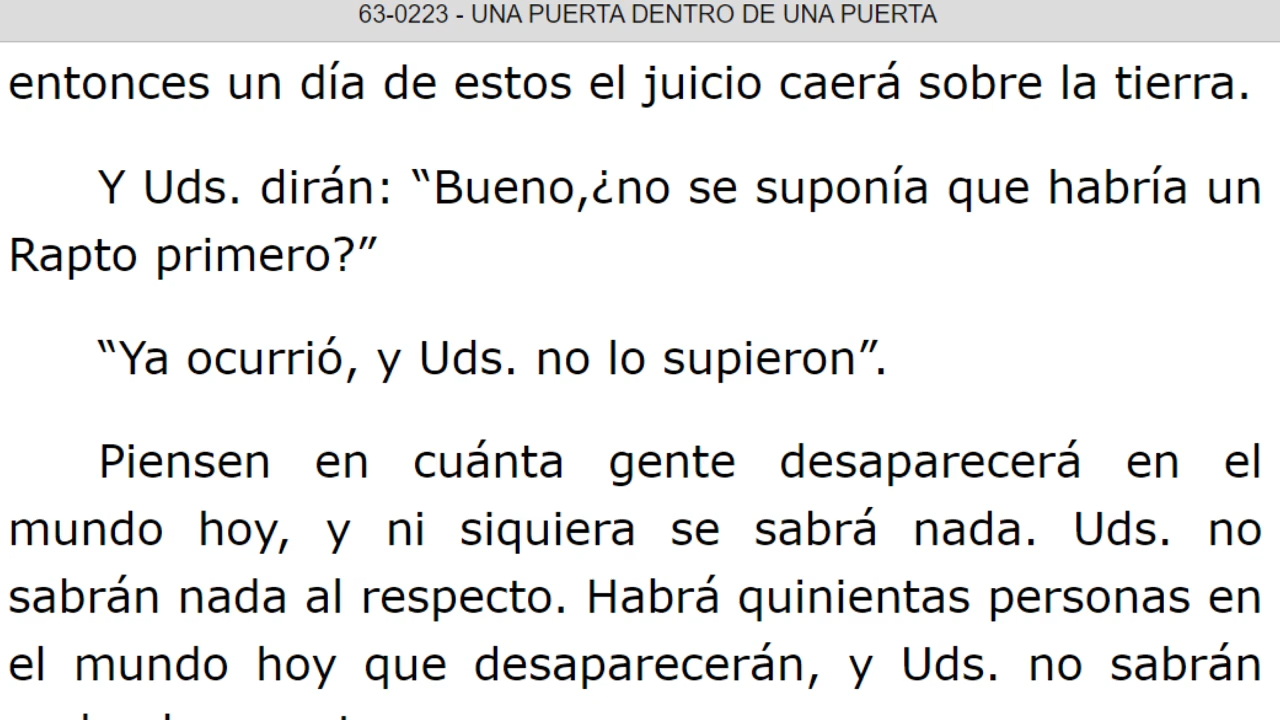 63-0223 - UNA PUERTA DENTRO DE UNA PUERTA
entonces un día de estos el juicio caerá sobre la tierra.
Y Uds. dirán: “Bueno,¿no se suponía que habría un
Rapto primero?”
“Ya ocurrió, y Uds. no lo supieron”.
Piensen en cuánta gente desaparecerá en el
mundo hoy, y ni siquiera se sabrá nada. Uds. no
sabrán nada al respecto. Habrá quinientas personas en
el mundo hoy que desaparecerán, y Uds. no sabrán